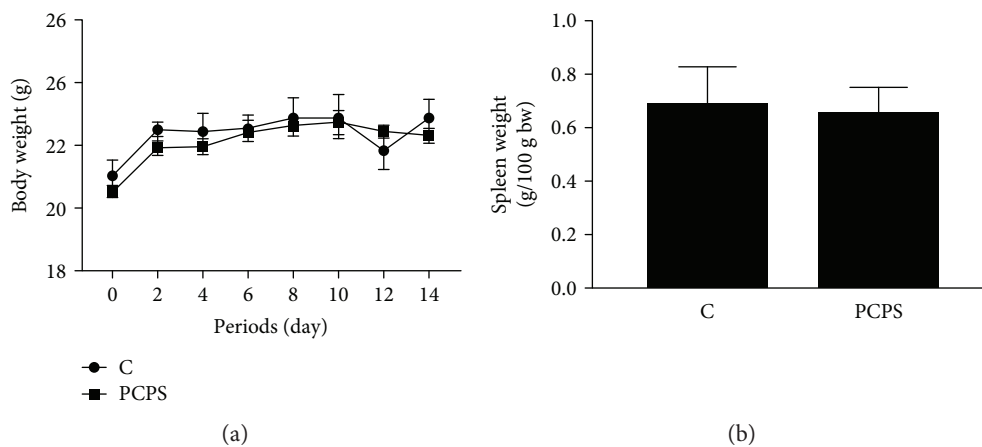 26
26
22
20
18
Body weight (g)
0 2 4 6 8 10 12 14
Periods (day)
C
PCPS
(a)
1.0
0.8
0.6
0.4
0.2
0.0
Spleen weight
(g/100 g bw)
C PCPS
(b)